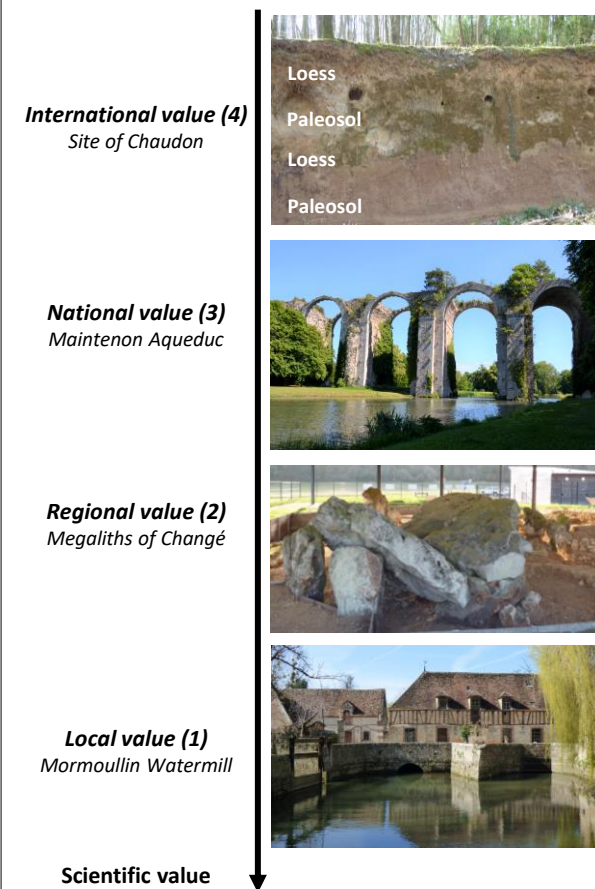 International value (4)
Site of Chaudon
Loess
Paleosol
Loess
Paleosol
National value (3)
Maintenon Aqueduc
Regional value (2)
Megaliths of Changé
Local value (1)
Mormoullin Watermill
Scientific value